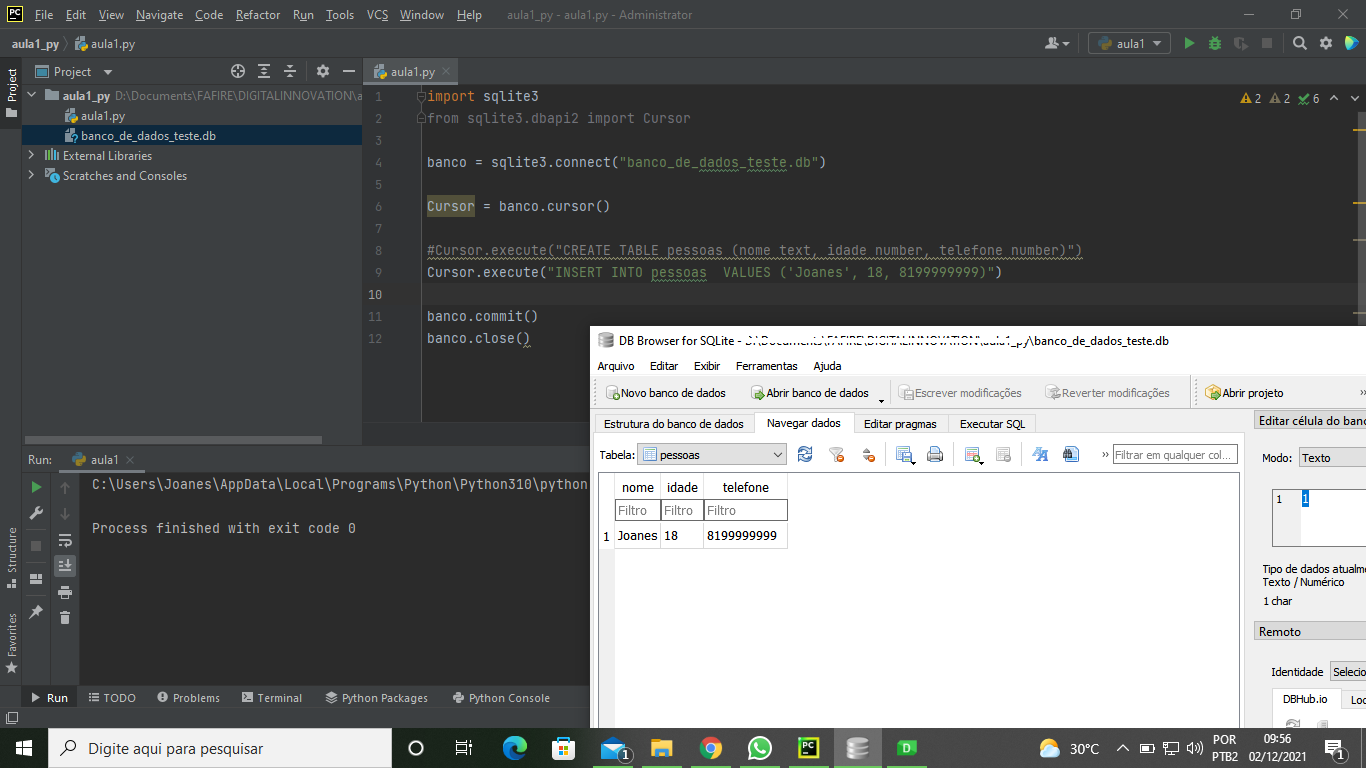 PC File Edit View Navigate Code Refactor Run Tools VCS Window Help aula1_py - aula1.py - Administrator
aula1_py aula1.py aula1
Project
Project aula1.py
aula1_py D:\Documents\FAFIRE\DIGITALINNOVATION\a
aula1.py
banco_de_dados_teste.db
External Libraries
Scratches and Consoles
2 2 6
1 import sqlite3
2 from sqlite3.dbapi2 import Cursor
3
4 banco = sqlite3.connect("banco_de_dados_teste.db")
5
6 Cursor = banco.cursor()
7
8 #Cursor.execute("CREATE TABLE pessoas (nome text, idade number, telefone number)")
9 Cursor.execute("INSERT INTO pessoas  VALUES ('Joanes', 18, 8199999999)")
10
11 banco.commit()
12 banco.close()
DB Browser for SQLite - D:\Documents\FAFIRE\DIGITALINNOVATION\aula1_py\banco_de_dados_teste.db
Arquivo Editar Exibir Ferramentas Ajuda
Novo banco de dados Abrir banco de dados Escrever modificações Reverter modificações Abrir projeto »
Estrutura do banco de dados Navegar dados Editar pragmas Executar SQL
Tabela: pessoas » Filtrar em qualquer col...
nome idade telefone
Filtro Filtro Filtro
1 Joanes 18 8199999999
Editar célula do banc
Modo: Texto
1 1
Tipo de dados atualme
Texto / Numérico
1 char
Remoto
Identidade Selecio
DBHub.io Loc
Run: aula1
C:\Users\Joanes\AppData\Local\Programs\Python\Python310\python
Process finished with exit code 0
Structure
Favorites
Run TODO Problems Terminal Python Packages Python Console
Digite aqui para pesquisar
1
PC
D
30°C
POR
PTB2
09:56
02/12/2021
1